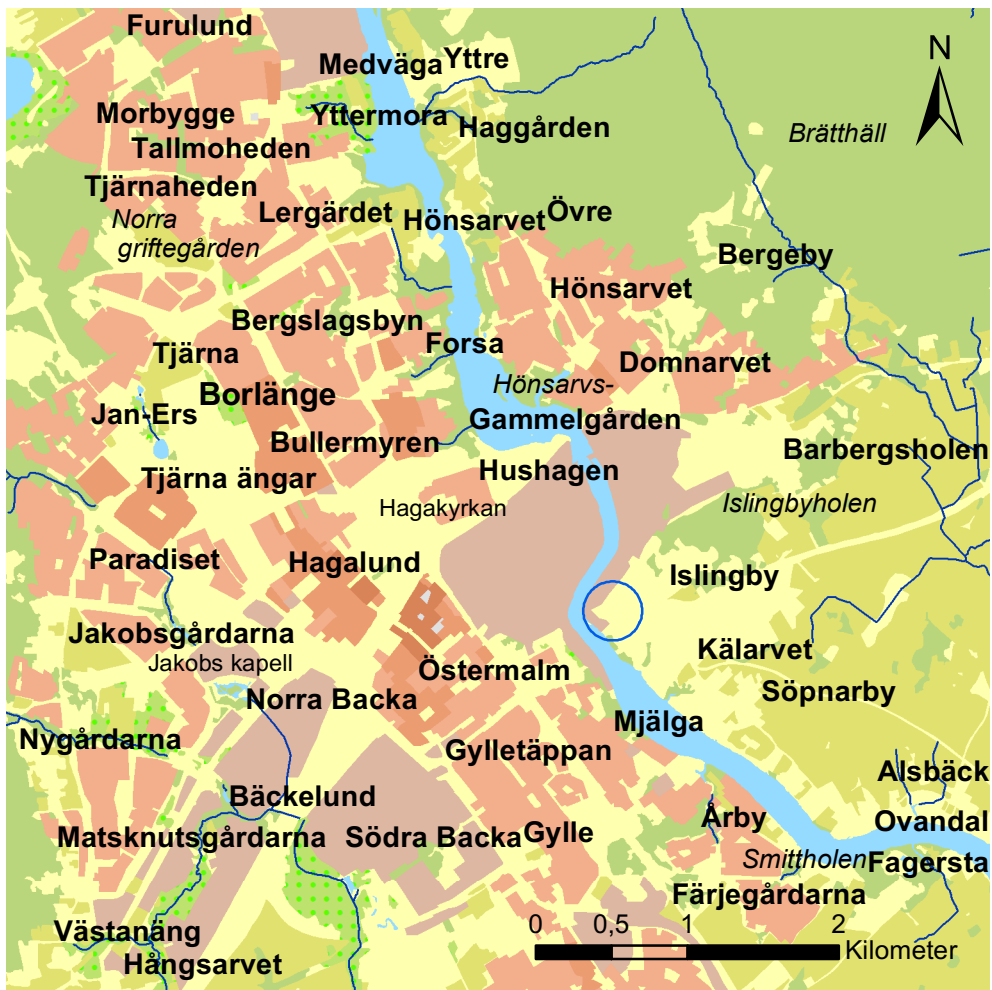 Furulund
Medväga
Yttre
N
Morbygge
Yttermora
Haggården
Brätthäll
Tallmoheden
Tjärnaheden
Norra
griftegården
Lergärdet
Hönsarvet
Övre
Bergeby
Hönsarvet
Bergslagsbyn
Tjärna
Forsa
Domnarvet
Borlänge
Hönsarvs-
Jan-Ers
Gammelgården
Bullermyren
Barbergsholen
Tjärna ängar
Hushagen
Hagakyrkan
Islingbyholen
Paradiset
Hagalund
Islingby
Jakobsgårdarna
Jakobs kapell
Kälarvet
Östermalm
Norra Backa
Söpnarby
Mjälga
Nygårdarna
Gylletäppan
Alsbäck
Bäckelund
Årby
Ovandal
Matsknutsgårdarna
Södra Backa
Gylle
Smittholen
Fagersta
Färjegårdarna
Västanäng
0 0,5 1 2
Kilometer
Hångsarvet